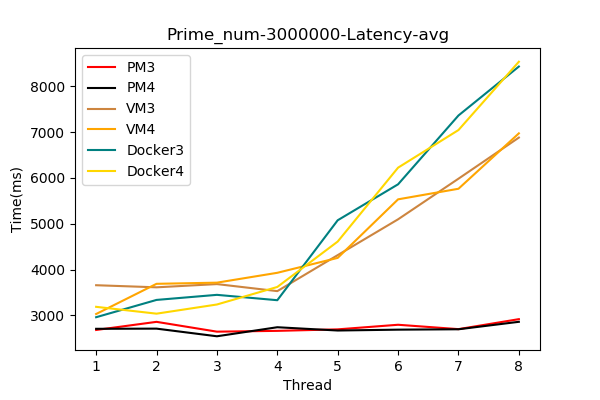 Prime_num-3000000-Latency-avg
PM3
PM4
VM3
VM4
Docker3
Docker4
8000
7000
6000
5000
4000
3000
Time(ms)
1 2 3 4 5 6 7 8
Thread